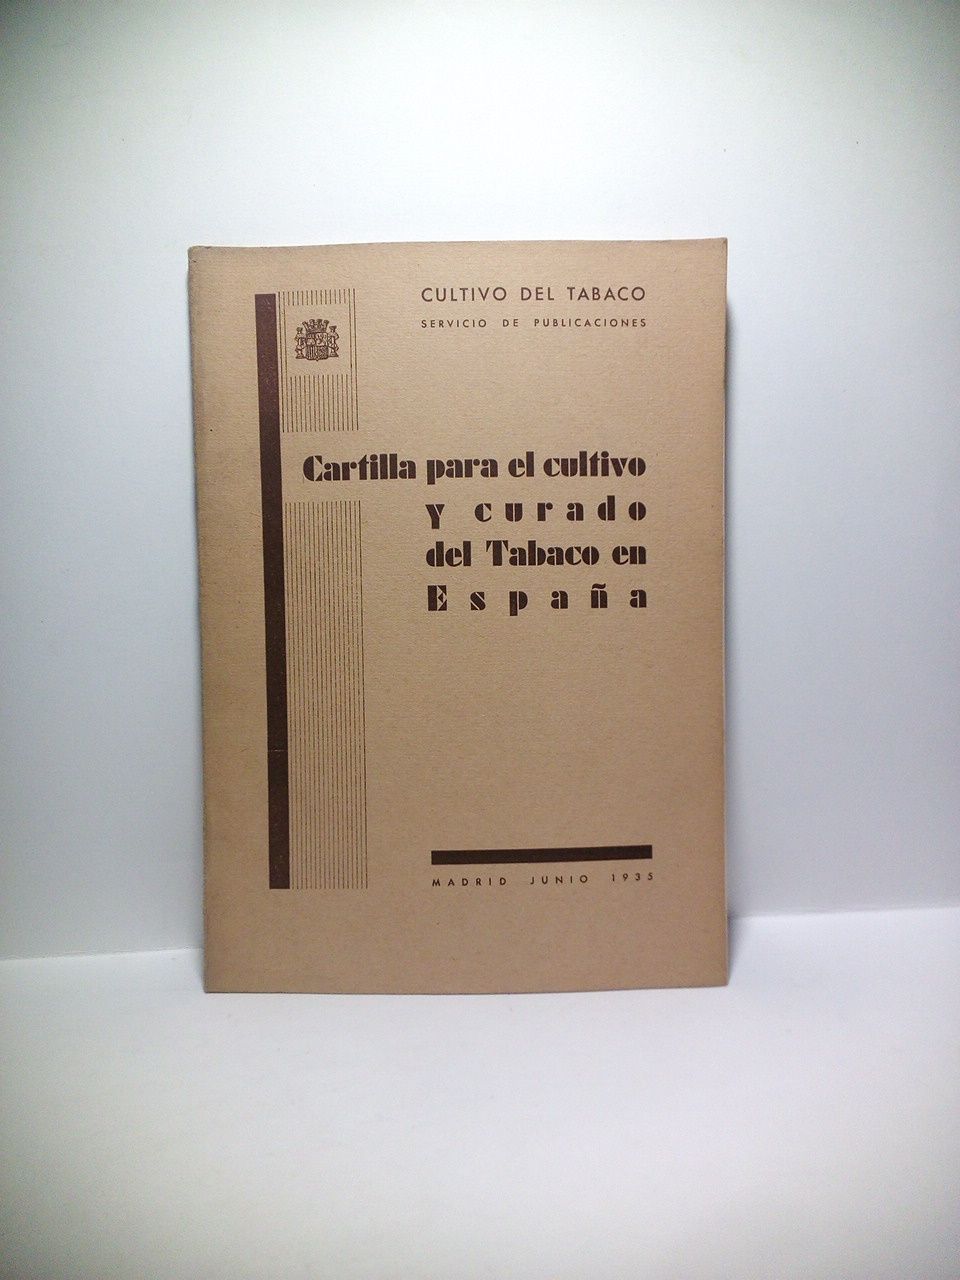 CULTIVO DEL TABACO
SERVICIO DE PUBLICACIONES
Cartilla para el cultivo
y curado
del Tabaco en
España
MADRID JUNIO 1935